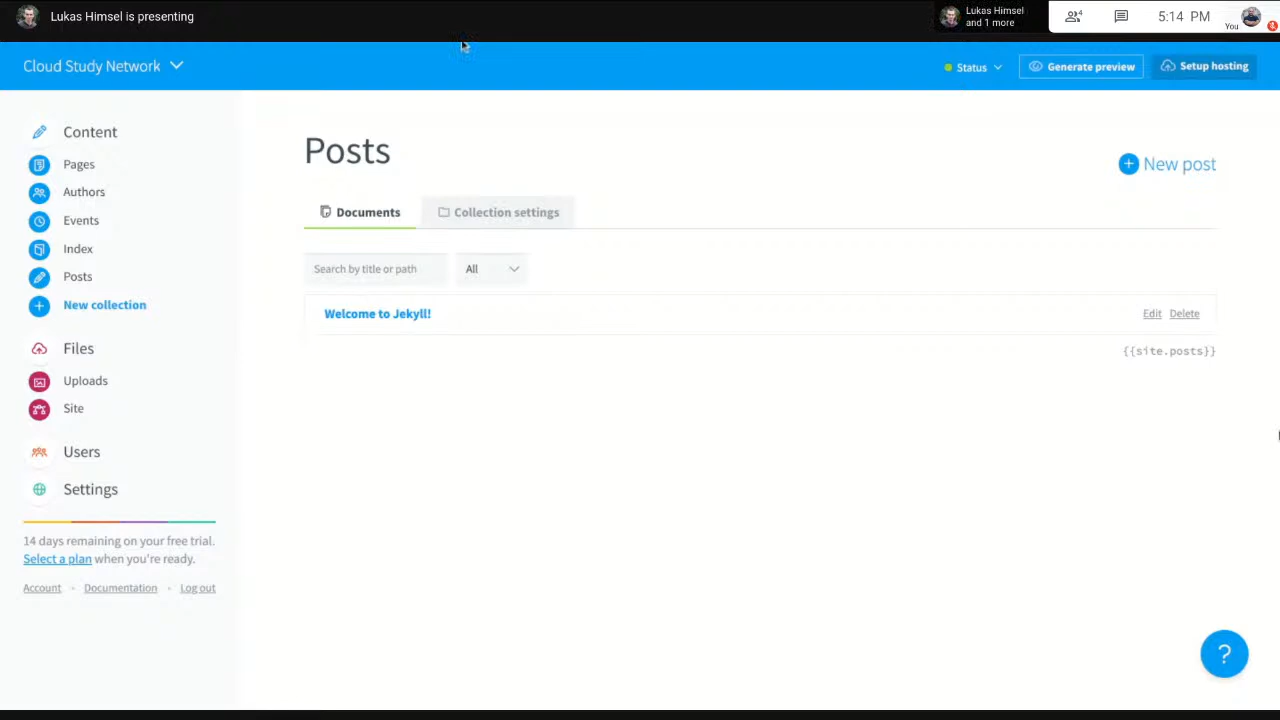 Lukas Himsel is presenting
Lukas Himsel
and 1 more
4
5:14 PM
You
Cloud Study Network
Status
Generate preview
Setup hosting
Content
Pages
Authors
Events
Index
Posts
New collection
Files
Uploads
Site
Users
Settings
14 days remaining on your free trial.
Select a plan when you're ready.
Account • Documentation • Log out
Posts
+ New post
Documents
Collection settings
Search by title or path
All
Welcome to Jekyll!
Edit Delete
{{site.posts}}
?